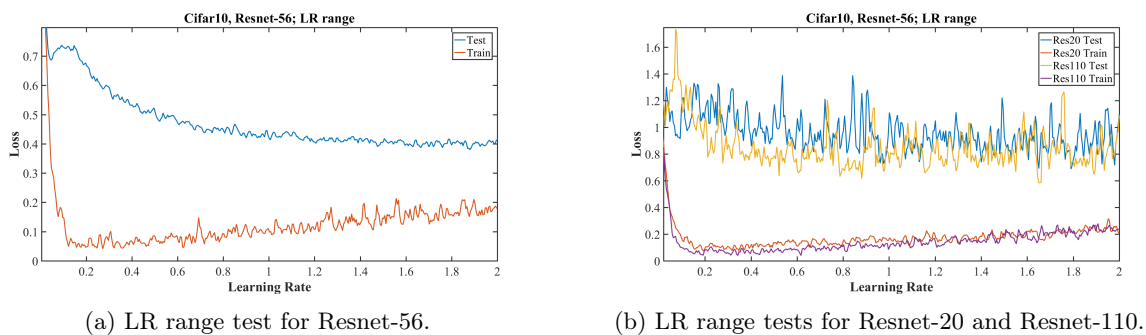 Cifar10, Resnet-56; LR range
Test
Train
0.7
0.6
0.5
0.4
0.3
0.2
0.1
0
Loss
0.2 0.4 0.6 0.8 1 1.2 1.4 1.6 1.8 2
Learning Rate
(a) LR range test for Resnet-56.
Cifar10, Resnet-56; LR range
Res20 Test
Res20 Train
Res110 Test
Res110 Train
1.6
1.4
1.2
1
0.8
0.6
0.4
0.2
0
Loss
0.2 0.4 0.6 0.8 1 1.2 1.4 1.6 1.8 2
Learning Rate
(b) LR range tests for Resnet-20 and Resnet-110.